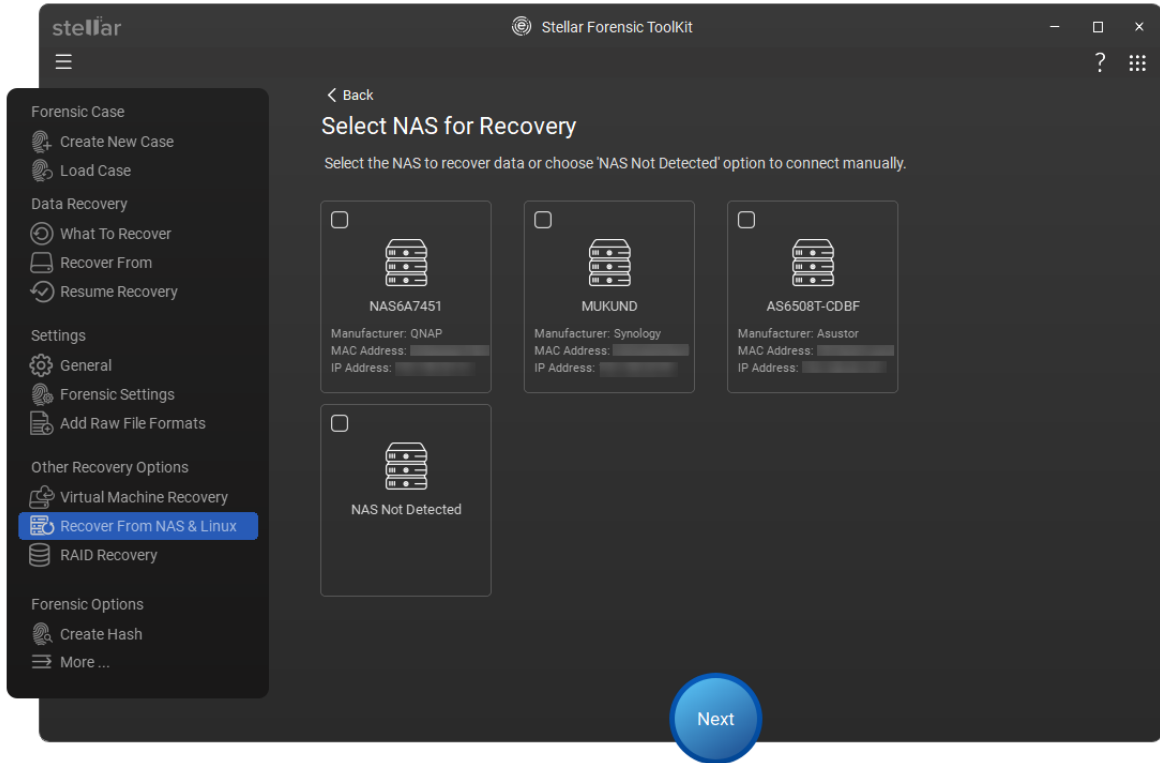 stellar
Stellar Forensic ToolKit
?
Forensic Case
Create New Case
Load Case
Data Recovery
What To Recover
Recover From
Resume Recovery
Settings
General
Forensic Settings
Add Raw File Formats
Other Recovery Options
Virtual Machine Recovery
Recover From NAS & Linux
RAID Recovery
Forensic Options
Create Hash
More ...
Back
Select NAS for Recovery
Select the NAS to recover data or choose 'NAS Not Detected' option to connect manually.
NAS6A7451
Manufacturer: QNAP
MAC Address:
IP Address:
MUKUND
Manufacturer: Synology
MAC Address:
IP Address:
AS6508T-CDBF
Manufacturer: Asustor
MAC Address:
IP Address:
NAS Not Detected
Next